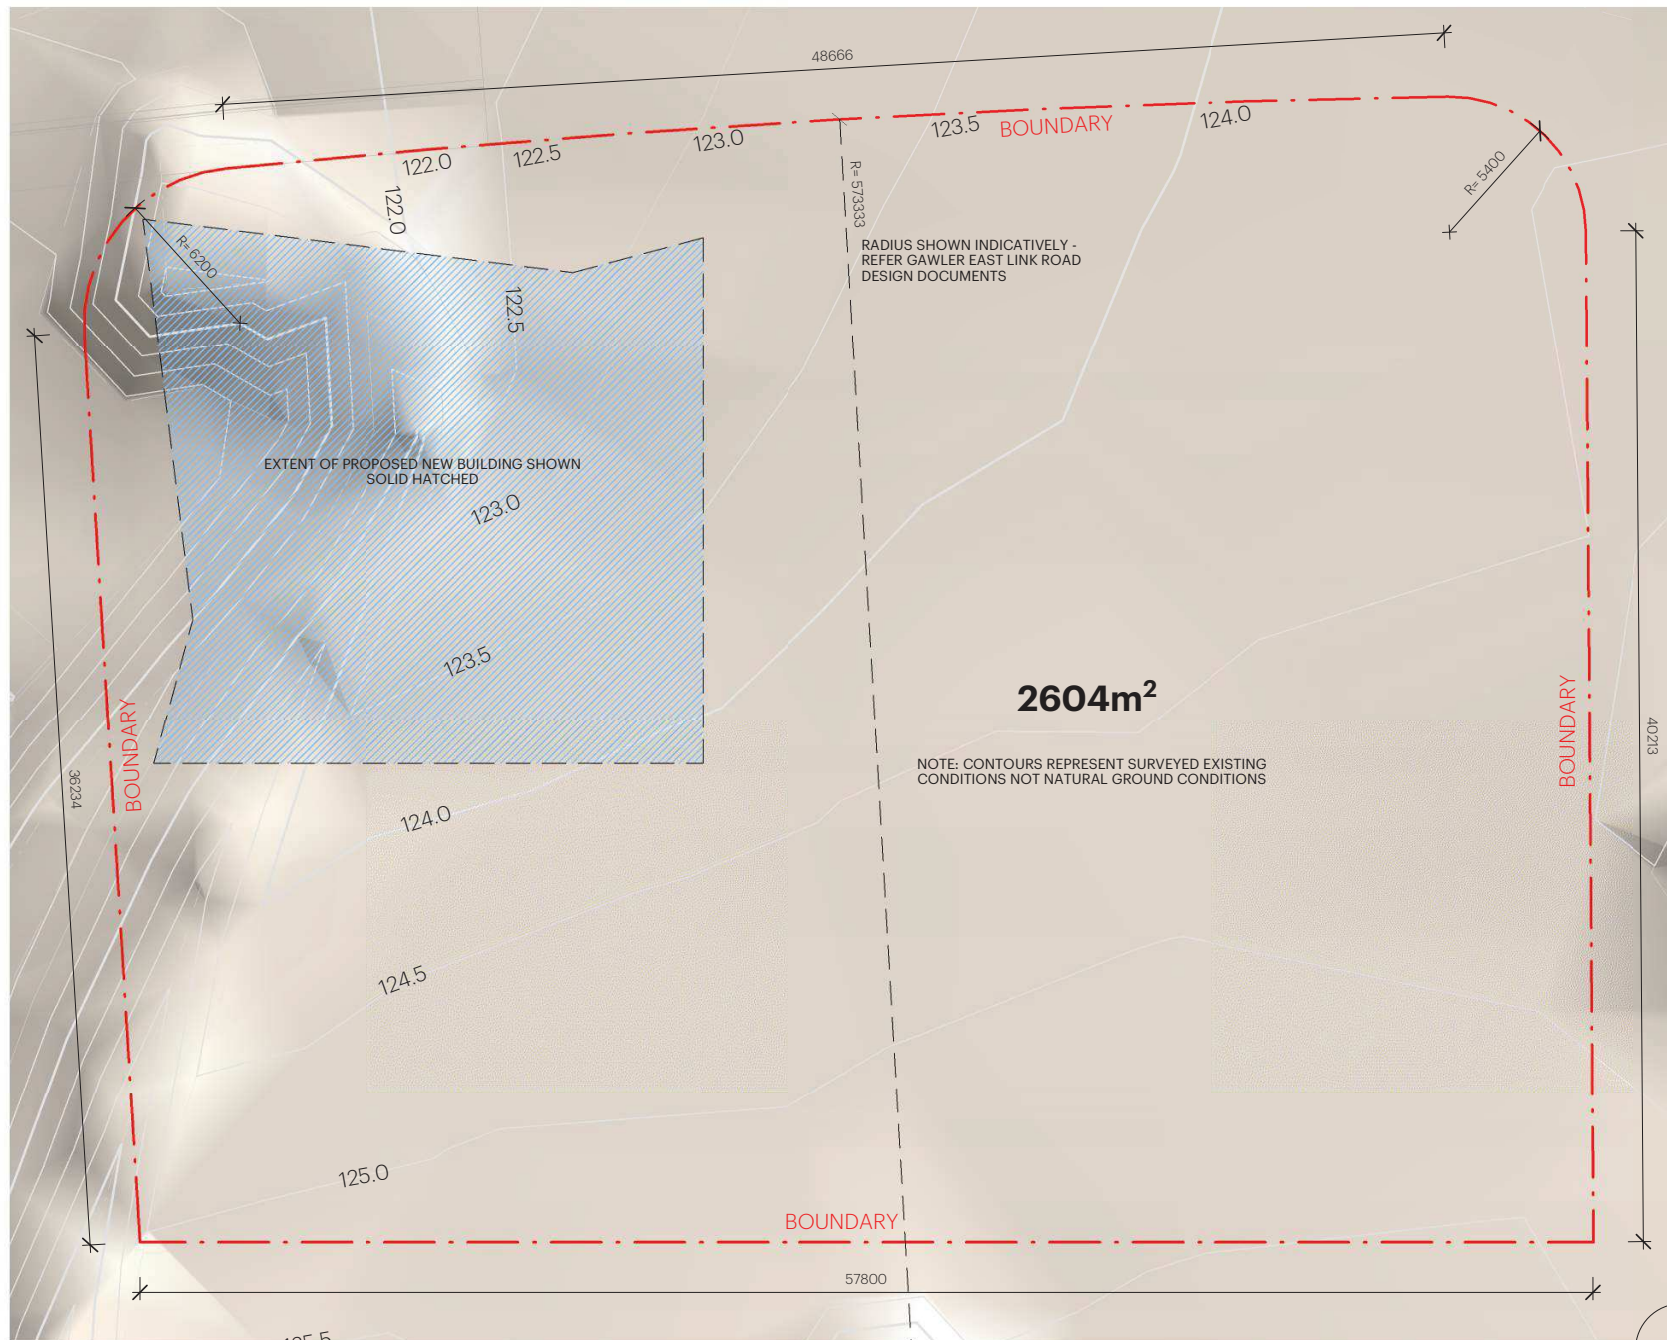 48666
BOUNDARY
124.0
123.5
123.0
122.5
122.0
R= 5400
R= 573333
122.0
R= 6200
RADIUS SHOWN INDICATIVELY -
REFER GAWLER EAST LINK ROAD
DESIGN DOCUMENTS
122.5
EXTENT OF PROPOSED NEW BUILDING SHOWN
SOLID HATCHED
123.0
123.5
2604m²
BOUNDARY
BOUNDARY
40213
36234
NOTE: CONTOURS REPRESENT SURVEYED EXISTING
CONDITIONS NOT NATURAL GROUND CONDITIONS
124.0
124.5
125.0
BOUNDARY
57800